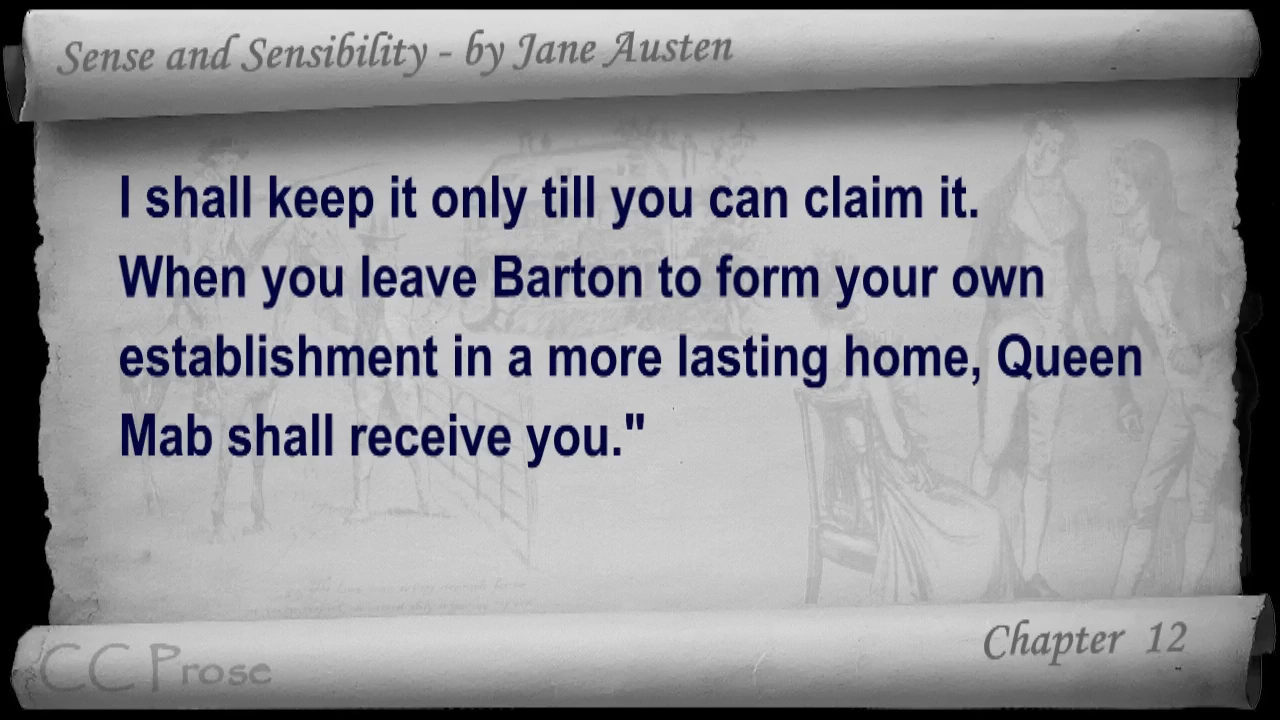 Sense and Sensibility - by Jane Austen
I shall keep it only till you can claim it.
When you leave Barton to form your own
establishment in a more lasting home, Queen
Mab shall receive you."
Chapter 12
CC Prose